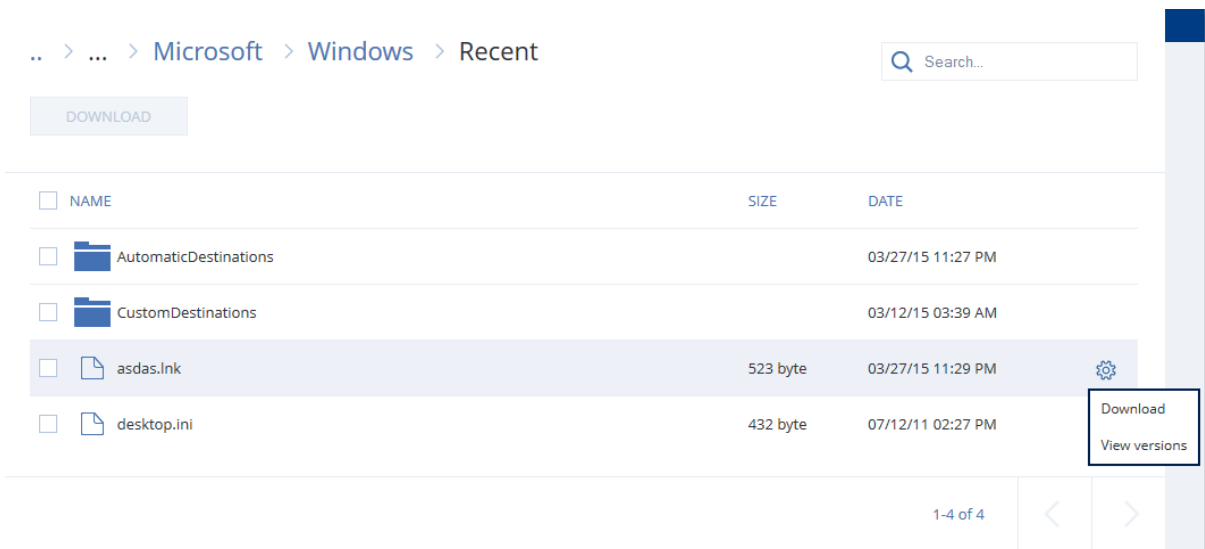 .. > ... > Microsoft > Windows > Recent
Search...
DOWNLOAD
NAME SIZE DATE
AutomaticDestinations 03/27/15 11:27 PM
CustomDestinations 03/12/15 03:39 AM
asdas.lnk 523 byte 03/27/15 11:29 PM
Download
desktop.ini 432 byte 07/12/11 02:27 PM
View versions
1-4 of 4